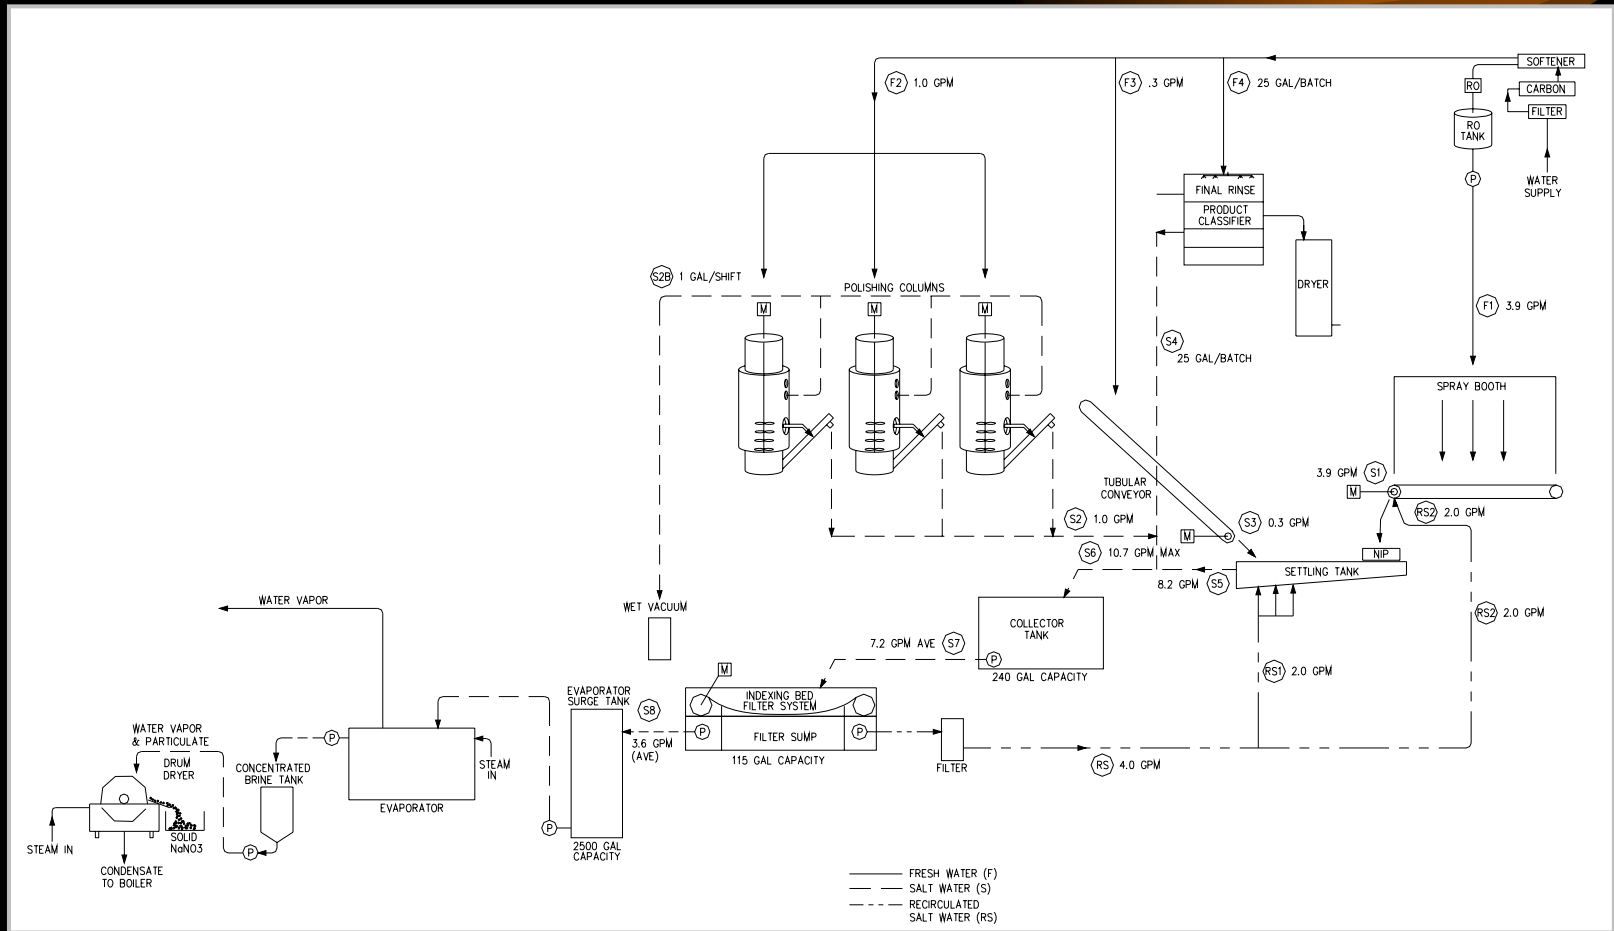 SOFTENER
F2 1.0 GPM
F3 .3 GPM
F4 25 GAL/BATCH
RO
CARBON
FILTER
RO
TANK
P
WATER
SUPPLY
FINAL RINSE
PRODUCT
CLASSIFIER
S2B 1 GAL/SHIFT
POLISHING COLUMNS
DRYER
M
M
M
F1 3.9 GPM
S4
25 GAL/BATCH
SPRAY BOOTH
3.9 GPM S1
M
TUBULAR
CONVEYOR
RS2 2.0 GPM
S2 1.0 GPM
S3 0.3 GPM
M
S6 10.7 GPM MAX
NIP
SETTLING TANK
8.2 GPM S5
WATER VAPOR
WET VACUUM
COLLECTOR
TANK
RS2 2.0 GPM
7.2 GPM AVE S7
P
240 GAL CAPACITY
RS1 2.0 GPM
M
EVAPORATOR
SURGE TANK
S8
INDEXING BED
FILTER SYSTEM
3.6 GPM
(AVE)
P
FILTER SUMP
P
115 GAL CAPACITY
FILTER
RS 4.0 GPM
WATER VAPOR
& PARTICULATE
DRUM
DRYER
P
CONCENTRATED
BRINE TANK
STEAM
IN
EVAPORATOR
P
SOLID
NaNO3
STEAM IN
P
2500 GAL
CAPACITY
CONDENSATE
TO BOILER
FRESH WATER (F)
SALT WATER (S)
RECIRCULATED
SALT WATER (RS)